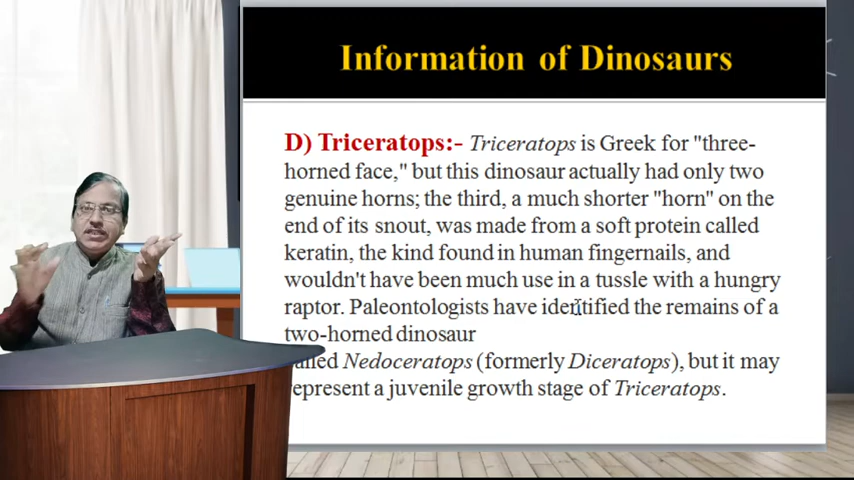 Information of Dinosaurs
D) Triceratops:- Triceratops is Greek for "three-
horned face," but this dinosaur actually had only two
genuine horns; the third, a much shorter "horn" on the
end of its snout, was made from a soft protein called
keratin, the kind found in human fingernails, and
wouldn't have been much use in a tussle with a hungry
raptor. Paleontologists have identified the remains of a
two-horned dinosaur
Nedoceratops (formerly Diceratops), but it may
represent a juvenile growth stage of Triceratops.